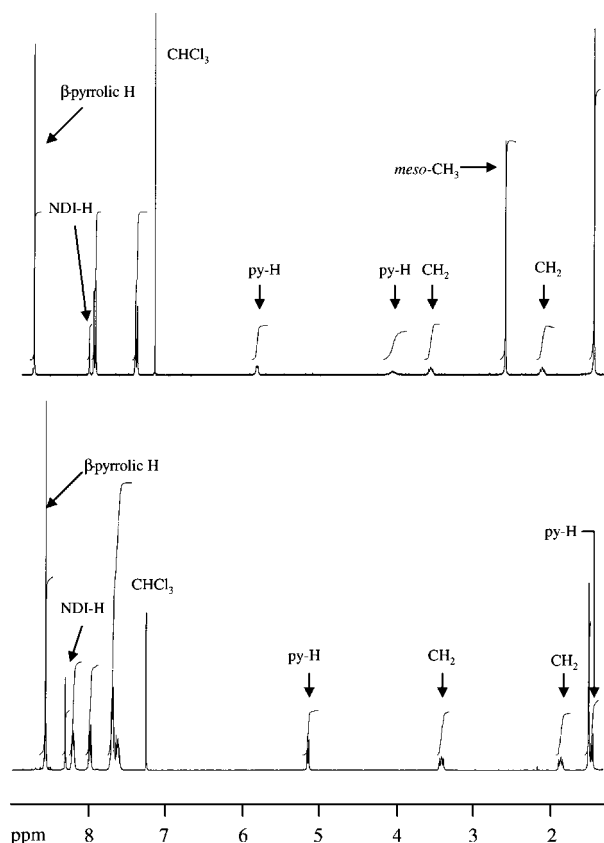 CHCl₃
β-pyrrolic H
meso-CH₃
NDI-H
py-H
py-H
CH₂
CH₂
β-pyrrolic H
py-H
CHCl₃
NDI-H
py-H
CH₂
CH₂
ppm 8 7 6 5 4 3 2